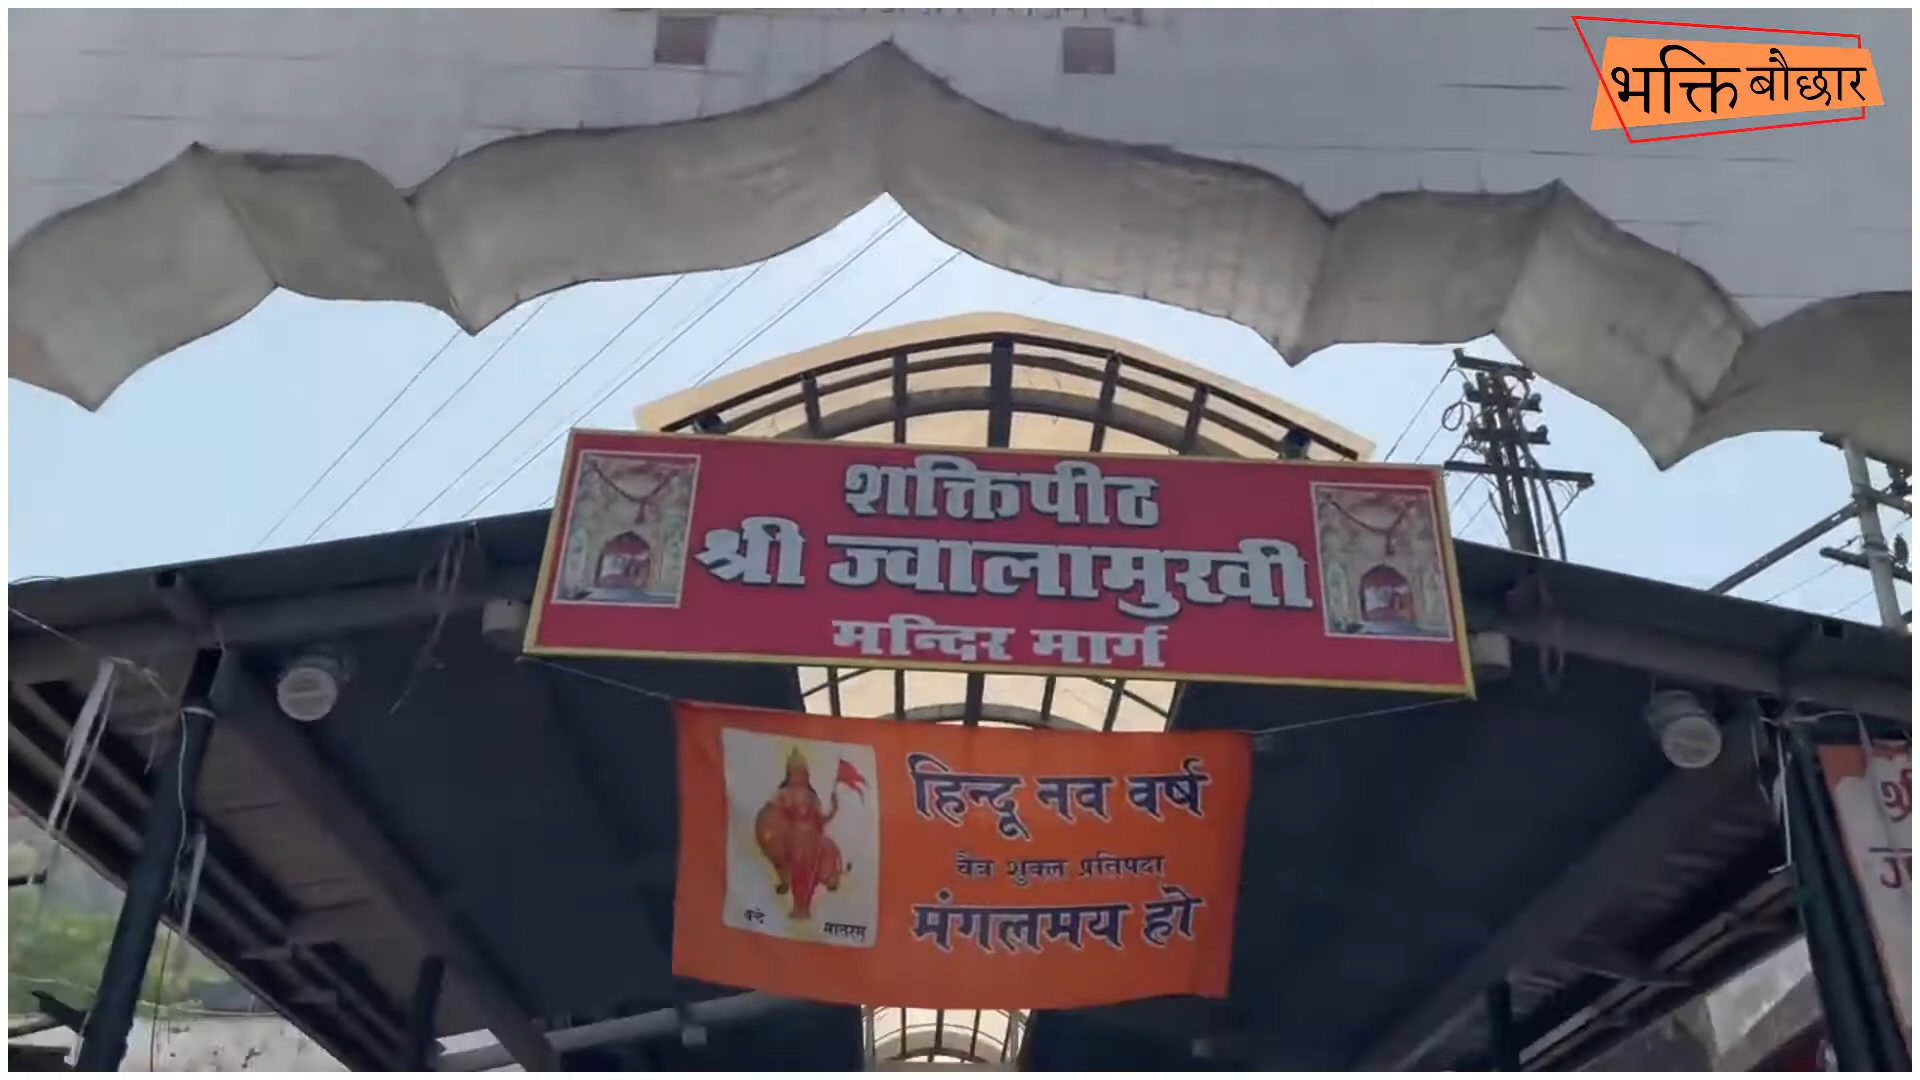 भक्ति बौछार
शक्तिपीठ
श्री ज्वालामुखी
मन्दिर मार्ग
हिन्दू नव वर्ष
चैत्र शुक्ल प्रतिपदा
मंगलमय हो
वन्दे मातरम्
श्री